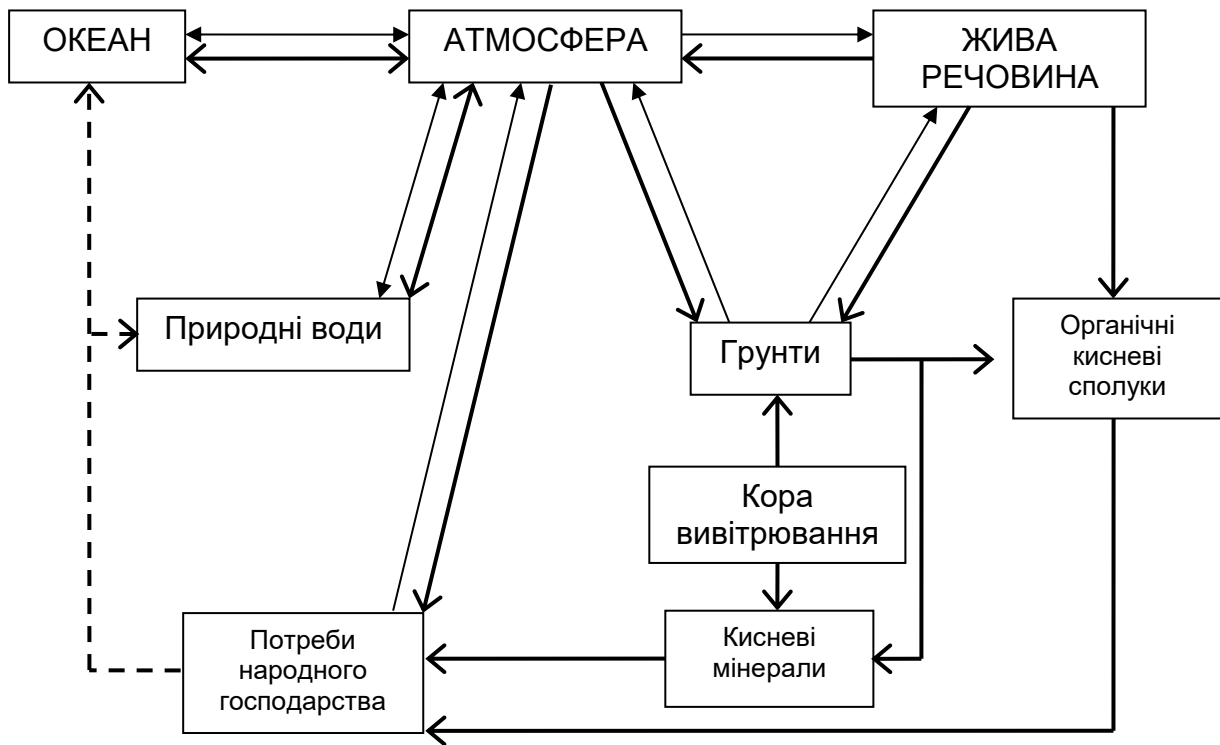 ОКЕАН
АТМОСФЕРА
ЖИВА
РЕЧОВИНА
Природні води
Грунти
Органічні
кисневі
сполуки
Кора
вивітрювання
Потреби
народного
господарства
Кисневі
мінерали